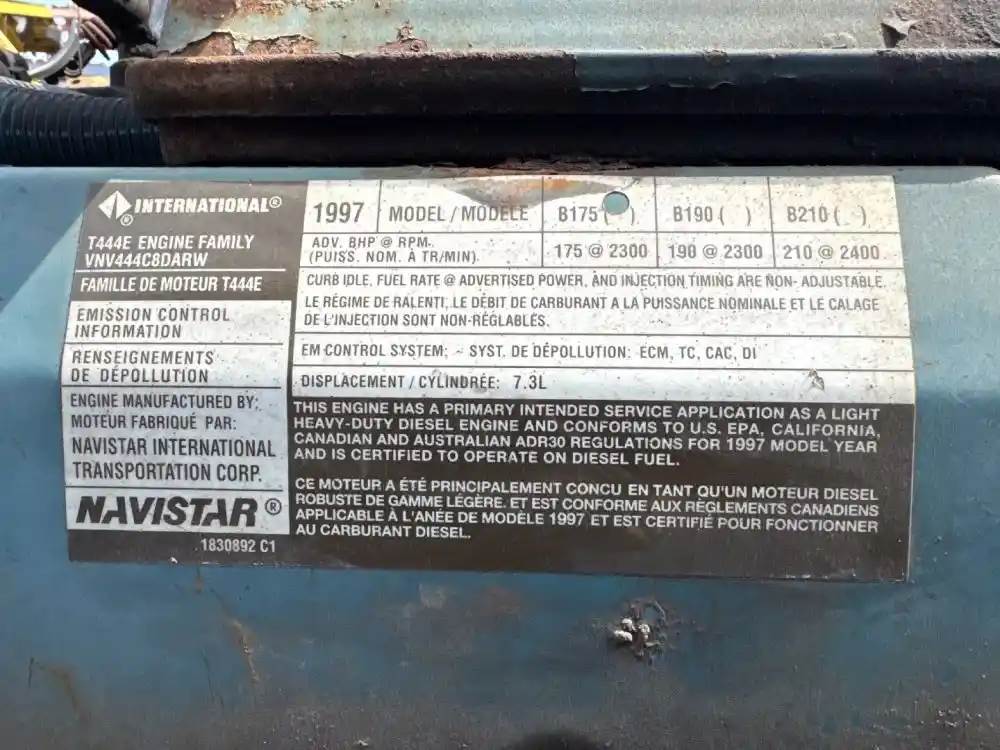 INTERNATIONAL®
T444E ENGINE FAMILY
VNV444C8DARW
FAMILLE DE MOTEUR T444E
EMISSION CONTROL
INFORMATION
RENSEIGNEMENTS
DE DÉPOLLUTION
ENGINE MANUFACTURED BY:
MOTEUR FABRIQUÉ PAR:
NAVISTAR INTERNATIONAL
TRANSPORTATION CORP.
NAVISTAR®
1830892 C1
1997 MODEL / MODÈLE B175 ( ) B190 ( ) B210 ( )
ADV. BHP @ RPM.
(PUISS. NOM. À TR/MIN). 175 @ 2300 190 @ 2300 210 @ 2400
CURB IDLE, FUEL RATE @ ADVERTISED POWER, AND INJECTION TIMING ARE NON- ADJUSTABLE.
LE RÉGIME DE RALENTI, LE DÉBIT DE CARBURANT A LA PUISSANCE NOMINALE ET LE CALAGE
DE L'INJECTION SONT NON-RÉGLABLES.
EM CONTROL SYSTEM: - SYST. DE DÉPOLLUTION: ECM, TC, CAC, DI
DISPLACEMENT / CYLINDRÉE: 7.3L
THIS ENGINE HAS A PRIMARY INTENDED SERVICE APPLICATION AS A LIGHT
HEAVY-DUTY DIESEL ENGINE AND CONFORMS TO U.S. EPA, CALIFORNIA,
CANADIAN AND AUSTRALIAN ADR30 REGULATIONS FOR 1997 MODEL YEAR
AND IS CERTIFIED TO OPERATE ON DIESEL FUEL.
CE MOTEUR A ÉTÉ PRINCIPALEMENT CONCU EN TANT QU'UN MOTEUR DIESEL
ROBUSTE DE GAMME LÉGÈRE. ET EST CONFORME AUX RÈGLEMENTS CANADIENS
APPLICABLE À L'ANÉE DE MODÈLE 1997 ET EST CERTIFIÉ POUR FONCTIONNER
AU CARBURANT DIESEL.